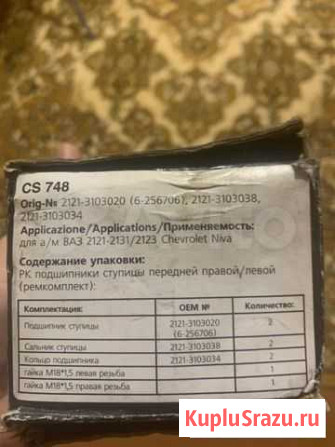 CS 748
Orig-№ 2121-3103020 (6-256706), 2121-3103038,
2121-3103034
Applicazione/Applications/Применяемость:
для а/м ВАЗ 2121-2131/2123 Chevrolet Niva
Содержание упаковки:
РК подшипники ступицы передней правой/левой
(ремкомплект):
Комплектация: OEM № Количество:
Подшипник ступицы 2121-3103020 2
(6-256706)
Сальник ступицы 2121-3103038 2
Кольцо подшипника 2121-3103034 2
гайка М18*1,5 левая резьба 1
гайка М18*1,5 правая резьба 1
KupluSrazu.ru